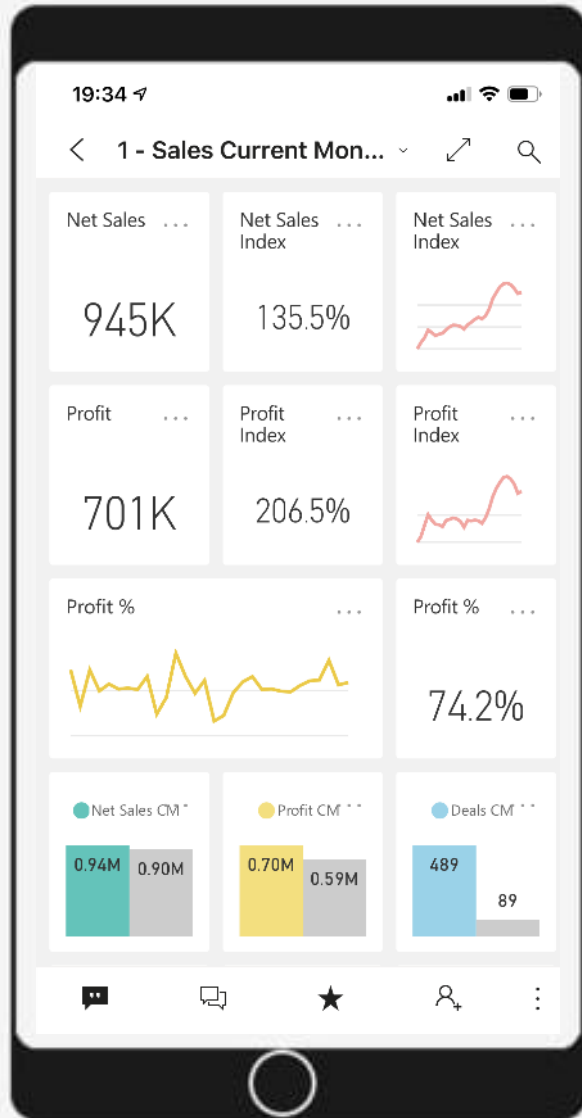 19:34
1 - Sales Current Mon...
Net Sales ...
945K
Net Sales ...
Index
135.5%
Net Sales ...
Index
Profit ...
701K
Profit ...
Index
206.5%
Profit ...
Index
Profit % ...
Profit % ...
74.2%
Net Sales CM
0.94M 0.90M
Profit CM
0.70M 0.59M
Deals CM
489 89